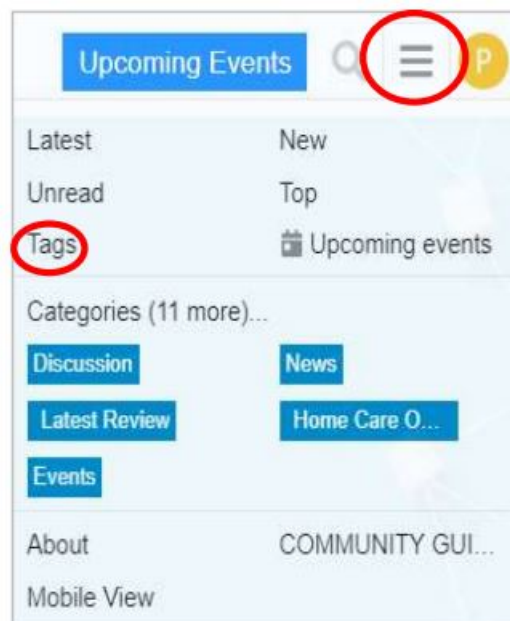 Upcoming Events P
Latest New
Unread Top
Tags Upcoming events
Categories (11 more)...
Discussion News
Latest Review Home Care O...
Events
About COMMUNITY GUI...
Mobile View